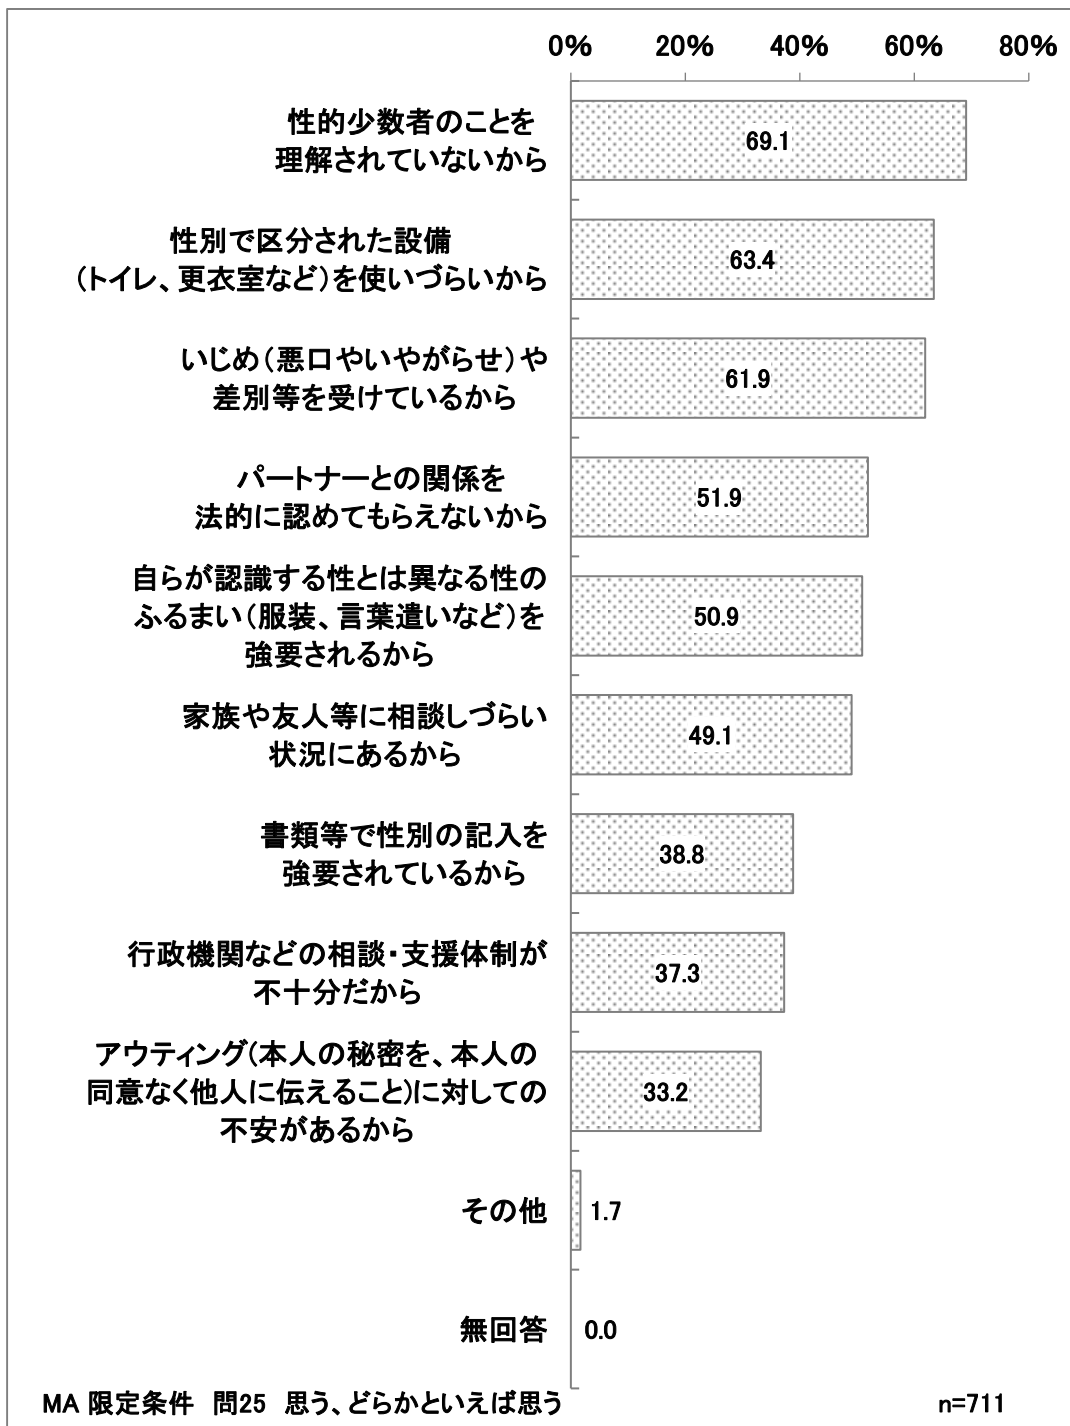 0% 20% 40% 60% 80%
性的少数者のことを
理解されていないから
69.1
性別で区分された設備
（トイレ、更衣室など）を使いづらいから
63.4
いじめ（悪口やいやがらせ）や
差別等を受けているから
61.9
パートナーとの関係を
法的に認めてもらえないから
51.9
自らが認識する性とは異なる性の
ふるまい（服装、言葉遣いなど）を
強要されるから
50.9
家族や友人等に相談しづらい
状況にあるから
49.1
書類等で性別の記入を
強要されているから
38.8
行政機関などの相談・支援体制が
不十分だから
37.3
アウティング(本人の秘密を、本人の
同意なく他人に伝えること)に対しての
不安があるから
33.2
その他
1.7
無回答
0.0
MA 限定条件　問25　思う、どらかといえば思う
n=711